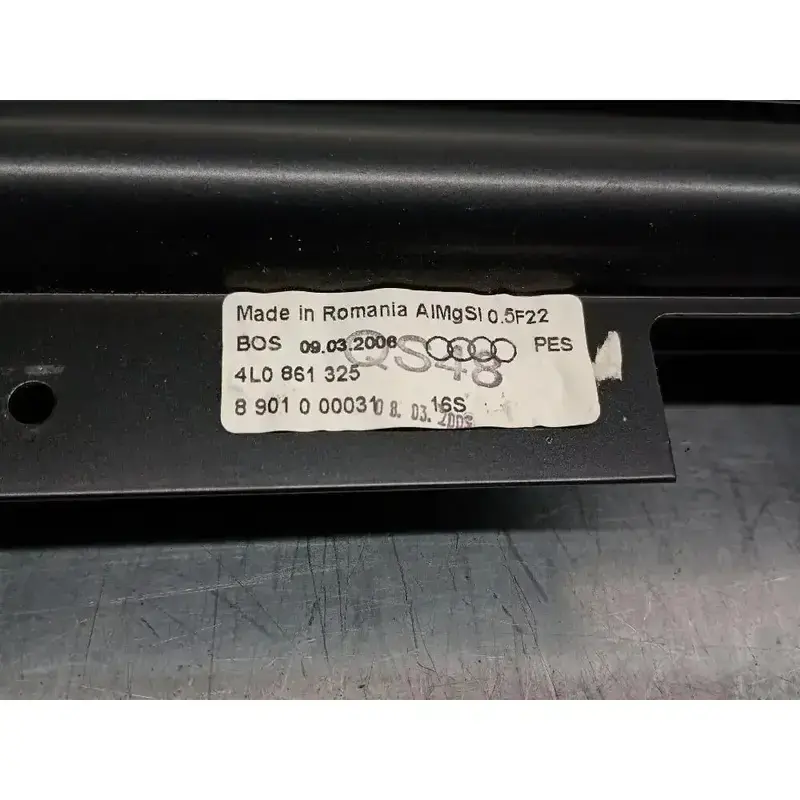 Made in Romania AlMgSl 0.5F22
BOS 09.03.2006 PES
QS48
4L0 861 325
8 901 0 00031 16S
08. 03. 2006